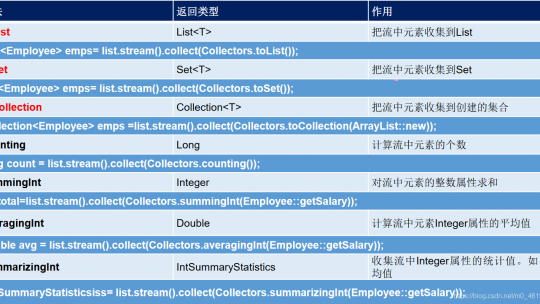 法 返回类型 作用
ist List<T> 把流中元素收集到List
<Employee> emps= list.stream().collect(Collectors.toList());
et Set<T> 把流中元素收集到Set
<Employee> emps= list.stream().collect(Collectors.toSet());
ollection Collection<T> 把流中元素收集到创建的集合
lection<Employee> emps =list.stream().collect(Collectors.toCollection(ArrayList::new));
nting Long 计算流中元素的个数
g count = list.stream().collect(Collectors.counting());
mmingInt Integer 对流中元素的整数属性求和
total=list.stream().collect(Collectors.summingInt(Employee::getSalary));
eragingInt Double 计算流中元素Integer属性的平均值
ble avg = list.stream().collect(Collectors.averagingInt(Employee::getSalary));
mmarizingInt IntSummaryStatistics 收集流中Integer属性的统计值。如
均值
SummaryStatisticsiss= list.stream().collect(Collectors.summarizingInt(Employee::getSalary));